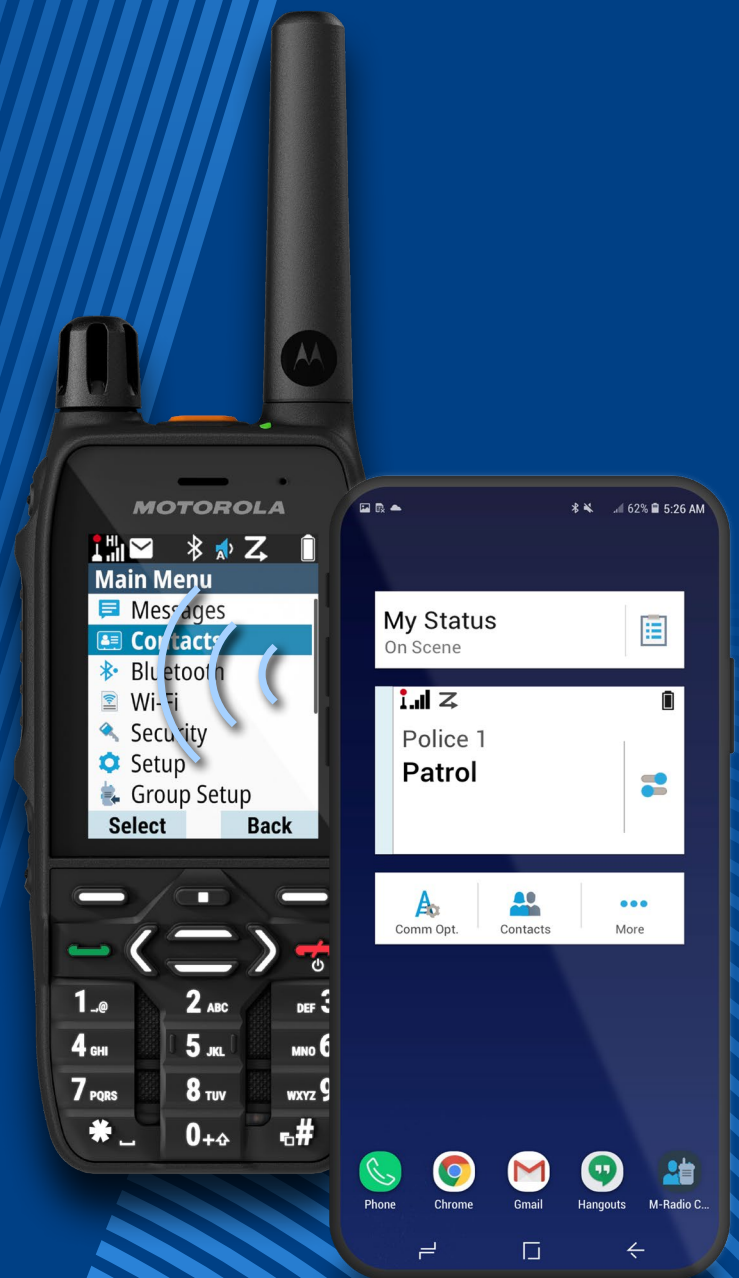 MOTOROLA
HI
A
Main Menu
Messages
Contacts
Bluetooth
Wi-Fi
Security
Setup
Group Setup
Select Back
1 _.@ 2 ABC DEF 3
4 GHI 5 JKL MNO 6
7 PQRS 8 TUV WXYZ 9
* 0+ #
62% 5:26 AM
My Status
On Scene
Police 1
Patrol
Comm Opt. Contacts More
Phone Chrome Gmail Hangouts M-Radio C...